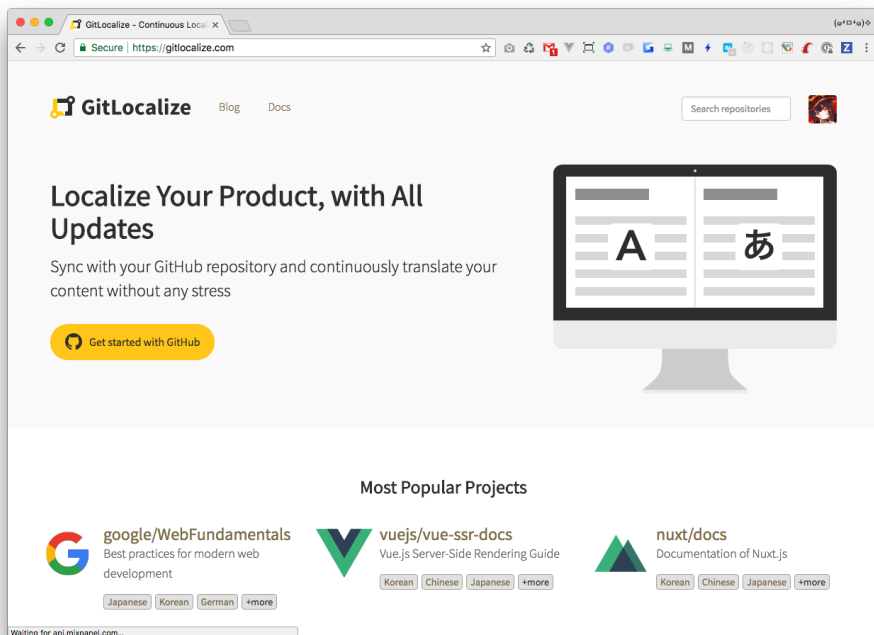 GitLocalize - Continuous Local
(๑•̀ㅁ•́๑)✧
Secure https://gitlocalize.com
GitLocalize Blog Docs Search repositories
Localize Your Product, with All
Updates
Sync with your GitHub repository and continuously translate your
content without any stress
Get started with GitHub
A あ
Most Popular Projects
google/WebFundamentals
Best practices for modern web
development
Japanese Korean German +more
vuejs/vue-ssr-docs
Vue.js Server-Side Rendering Guide
Korean Chinese Japanese +more
nuxt/docs
Documentation of Nuxt.js
Korean Chinese Japanese +more
Waiting for api.mixpanel.com...